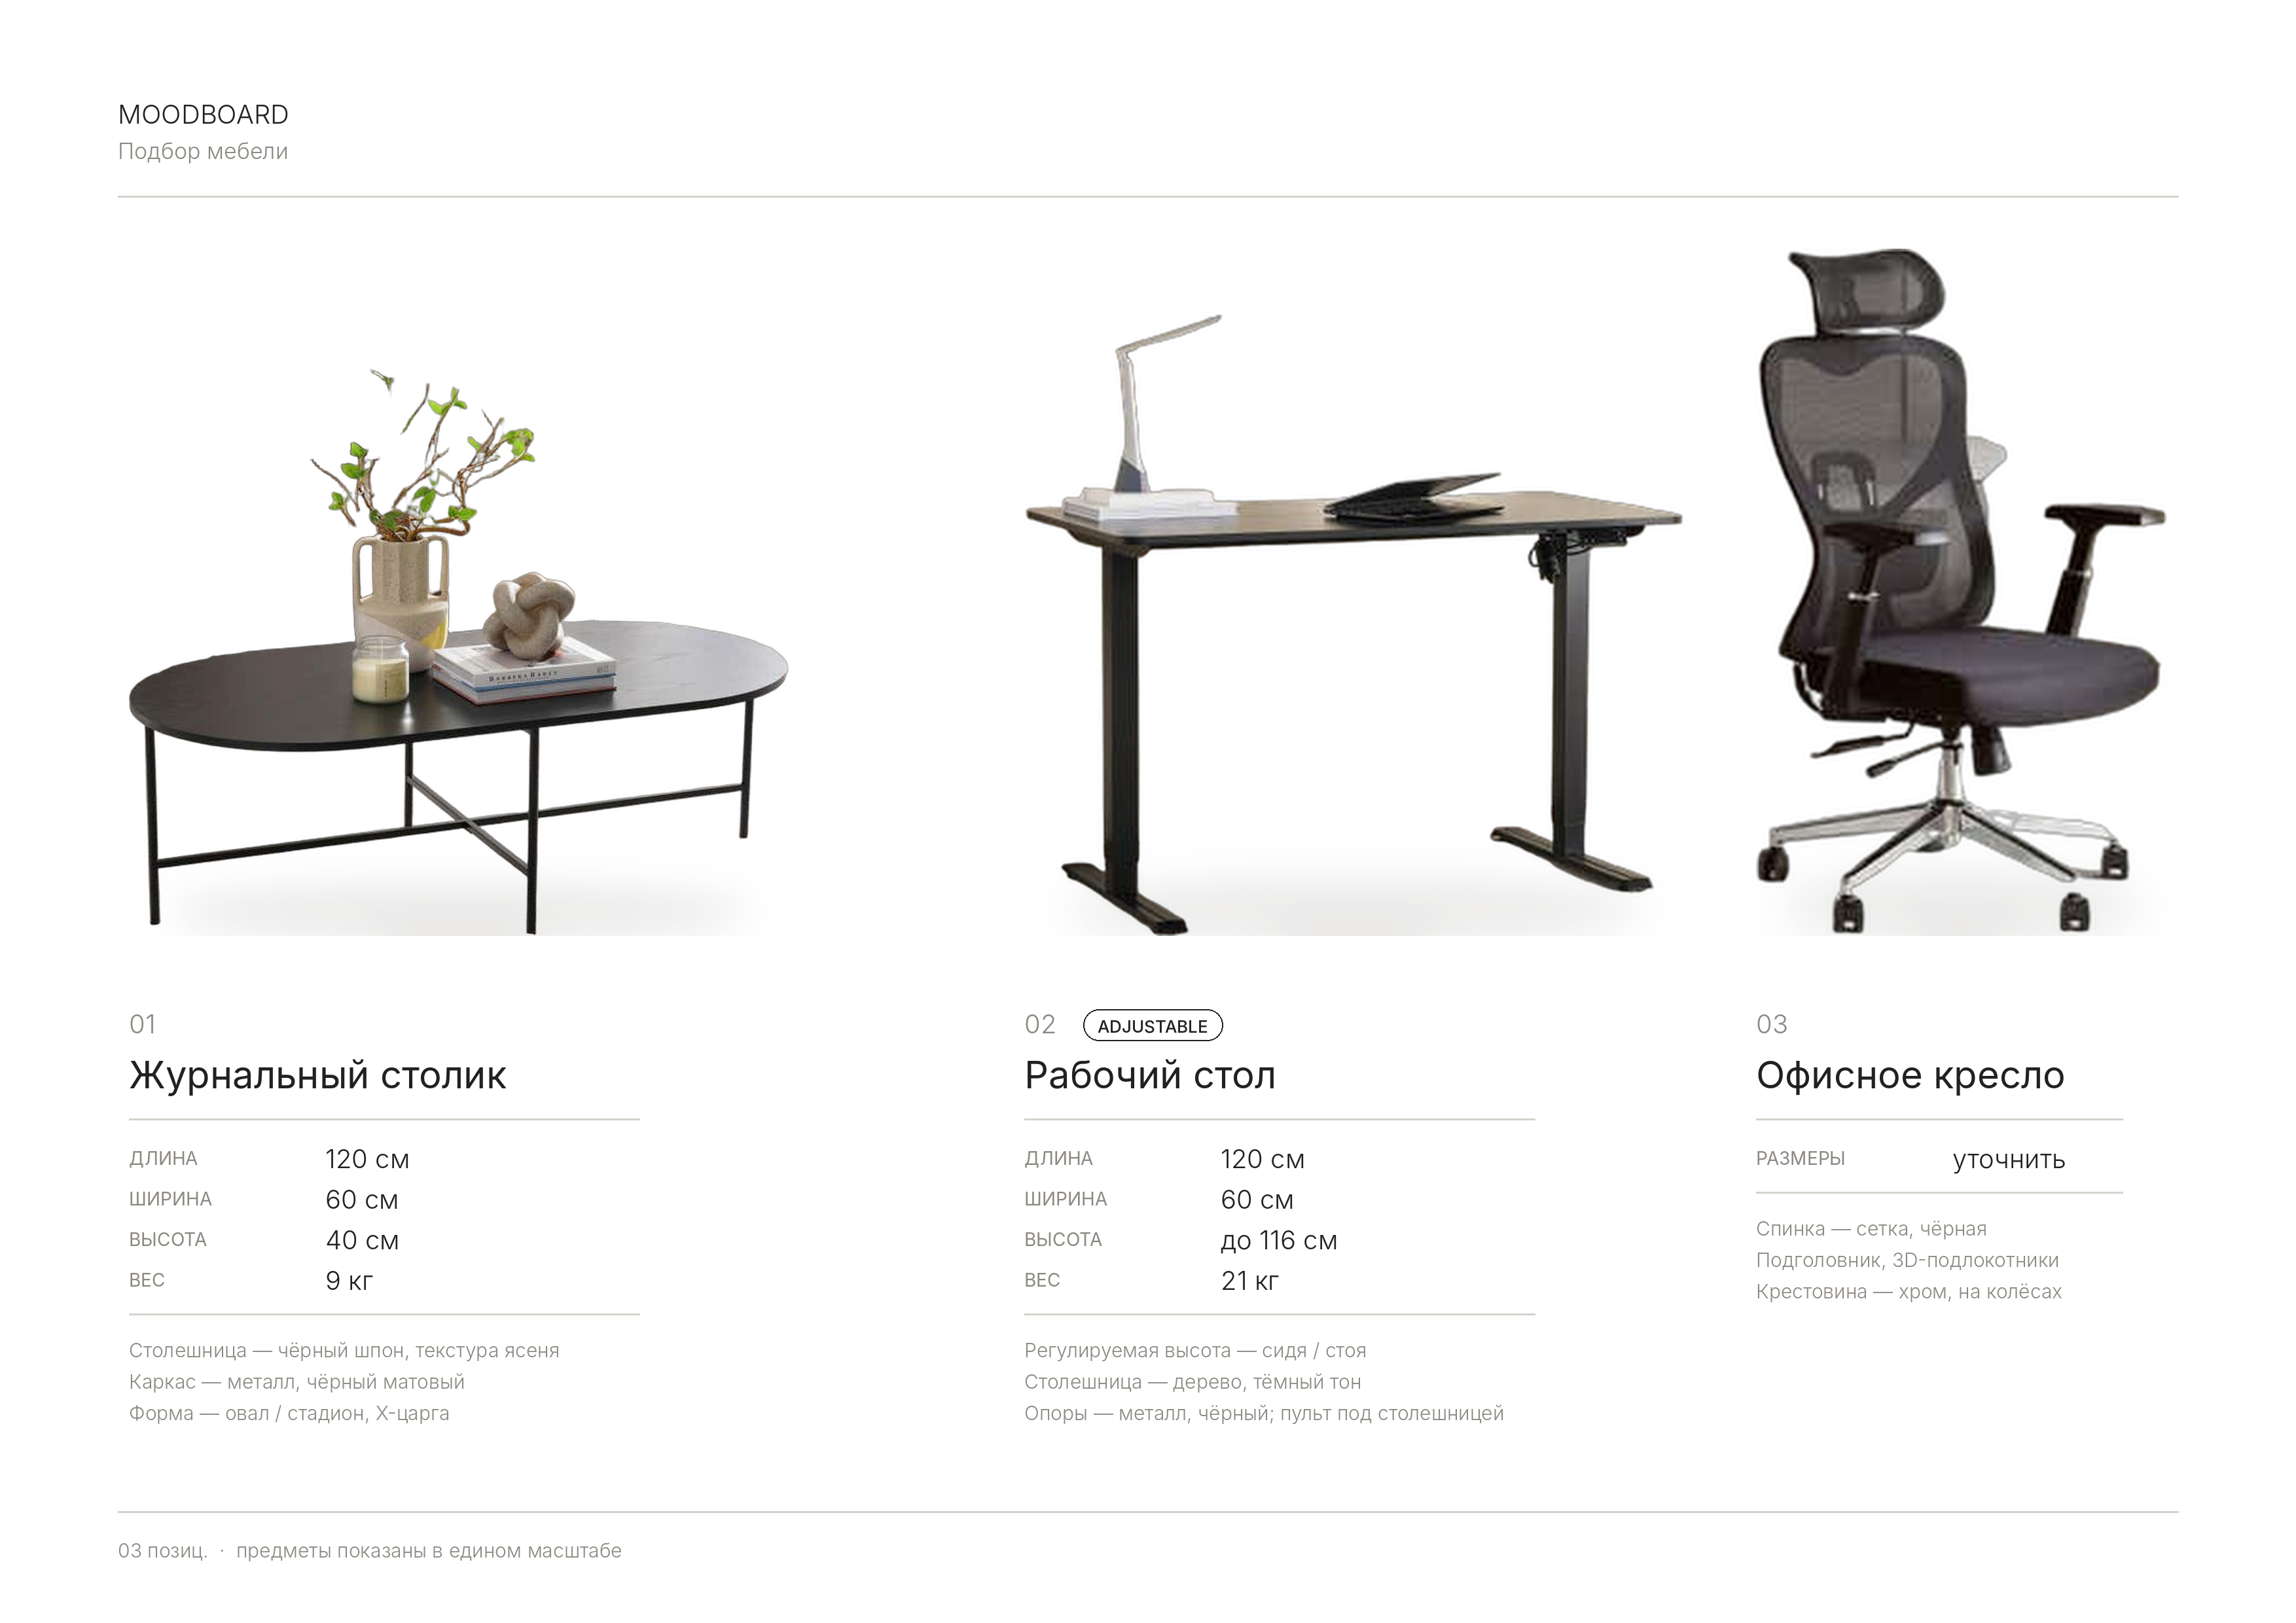 MOODBOARD
Подбор мебели
BARBERA BARRY
01
Журнальный столик
ДЛИНА 120 см
ШИРИНА 60 см
ВЫСОТА 40 см
ВЕС 9 кг
Столешница — чёрный шпон, текстура ясеня
Каркас — металл, чёрный матовый
Форма — овал / стадион, X-царга
02 ADJUSTABLE
Рабочий стол
ДЛИНА 120 см
ШИРИНА 60 см
ВЫСОТА до 116 см
ВЕС 21 кг
Регулируемая высота — сидя / стоя
Столешница — дерево, тёмный тон
Опоры — металл, чёрный; пульт под столешницей
03
Офисное кресло
РАЗМЕРЫ уточнить
Спинка — сетка, чёрная
Подголовник, 3D-подлокотники
Крестовина — хром, на колёсах
03 позиц. · предметы показаны в едином масштабе